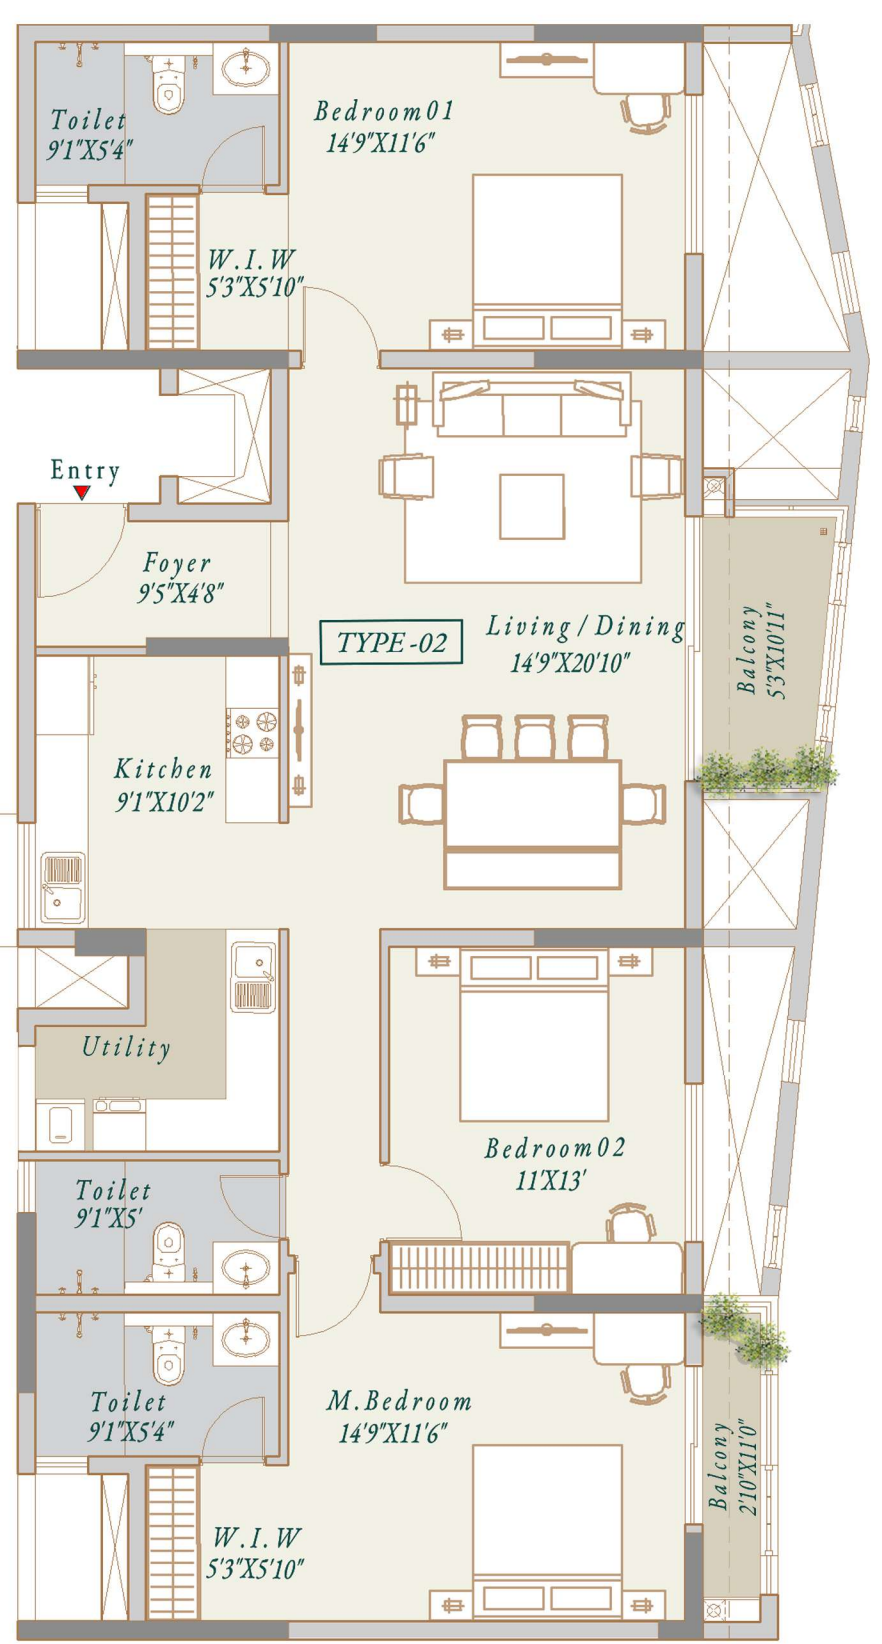 Toilet
9'1"X5'4"
Bedroom01
14'9"X11'6"
W.I.W
5'3"X5'10"
Entry
Foyer
9'5"X4'8"
TYPE-02
Living/Dining
14'9"X20'10"
Balcony
5'3"X10'11"
Kitchen
9'1"X10'2"
Utility
Bedroom02
11'X13'
Toilet
9'1"X5'
Toilet
9'1"X5'4"
M.Bedroom
14'9"X11'6"
Balcony
2'10"X11'0"
W.I.W
5'3"X5'10"